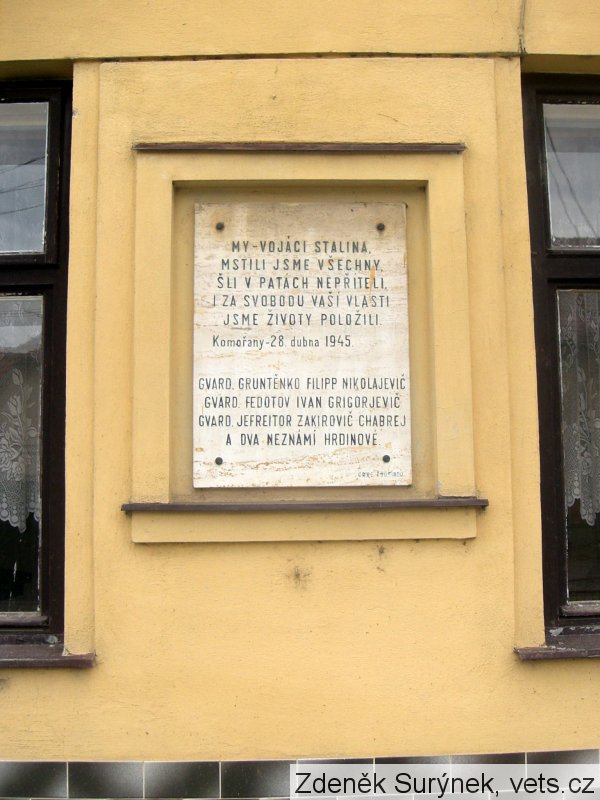 MY-VOJÁCI STALINA,
MSTILI JSME VŠECHNY,
ŠLI V PATÁCH NEPŘÍTELI,
I ZA SVOBODU VAŠÍ VLASTI
JSME ŽIVOTY POLOŽILI.
Komořany-28. dubna 1945.
GVARD. GRUNTĚNKO FILIPP NIKOLAJEVIČ
GVARD. FEDOTOV IVAN GRIGORJEVIČ
GVARD. JEFREITOR ZAKIROVIČ CHABREJ
A DVA NEZNÁMÍ HRDINOVÉ.
Zdeněk Surýnek, vets.cz